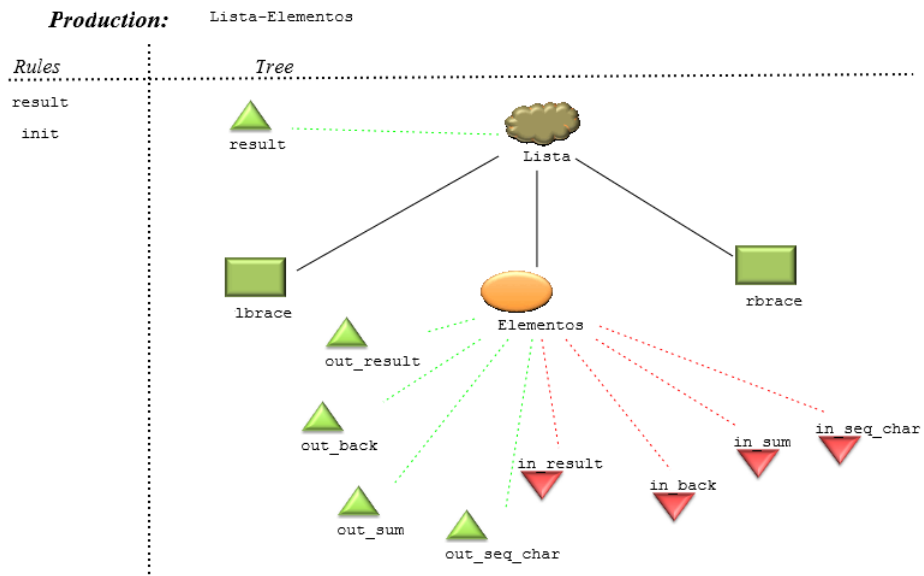 Production: Lista-Elementos
Rules Tree
result
init
result
Lista
lbrace
rbrace
Elementos
out_result
out_back
in_result
in_back
in_sum
in_seq_char
out_sum
out_seq_char